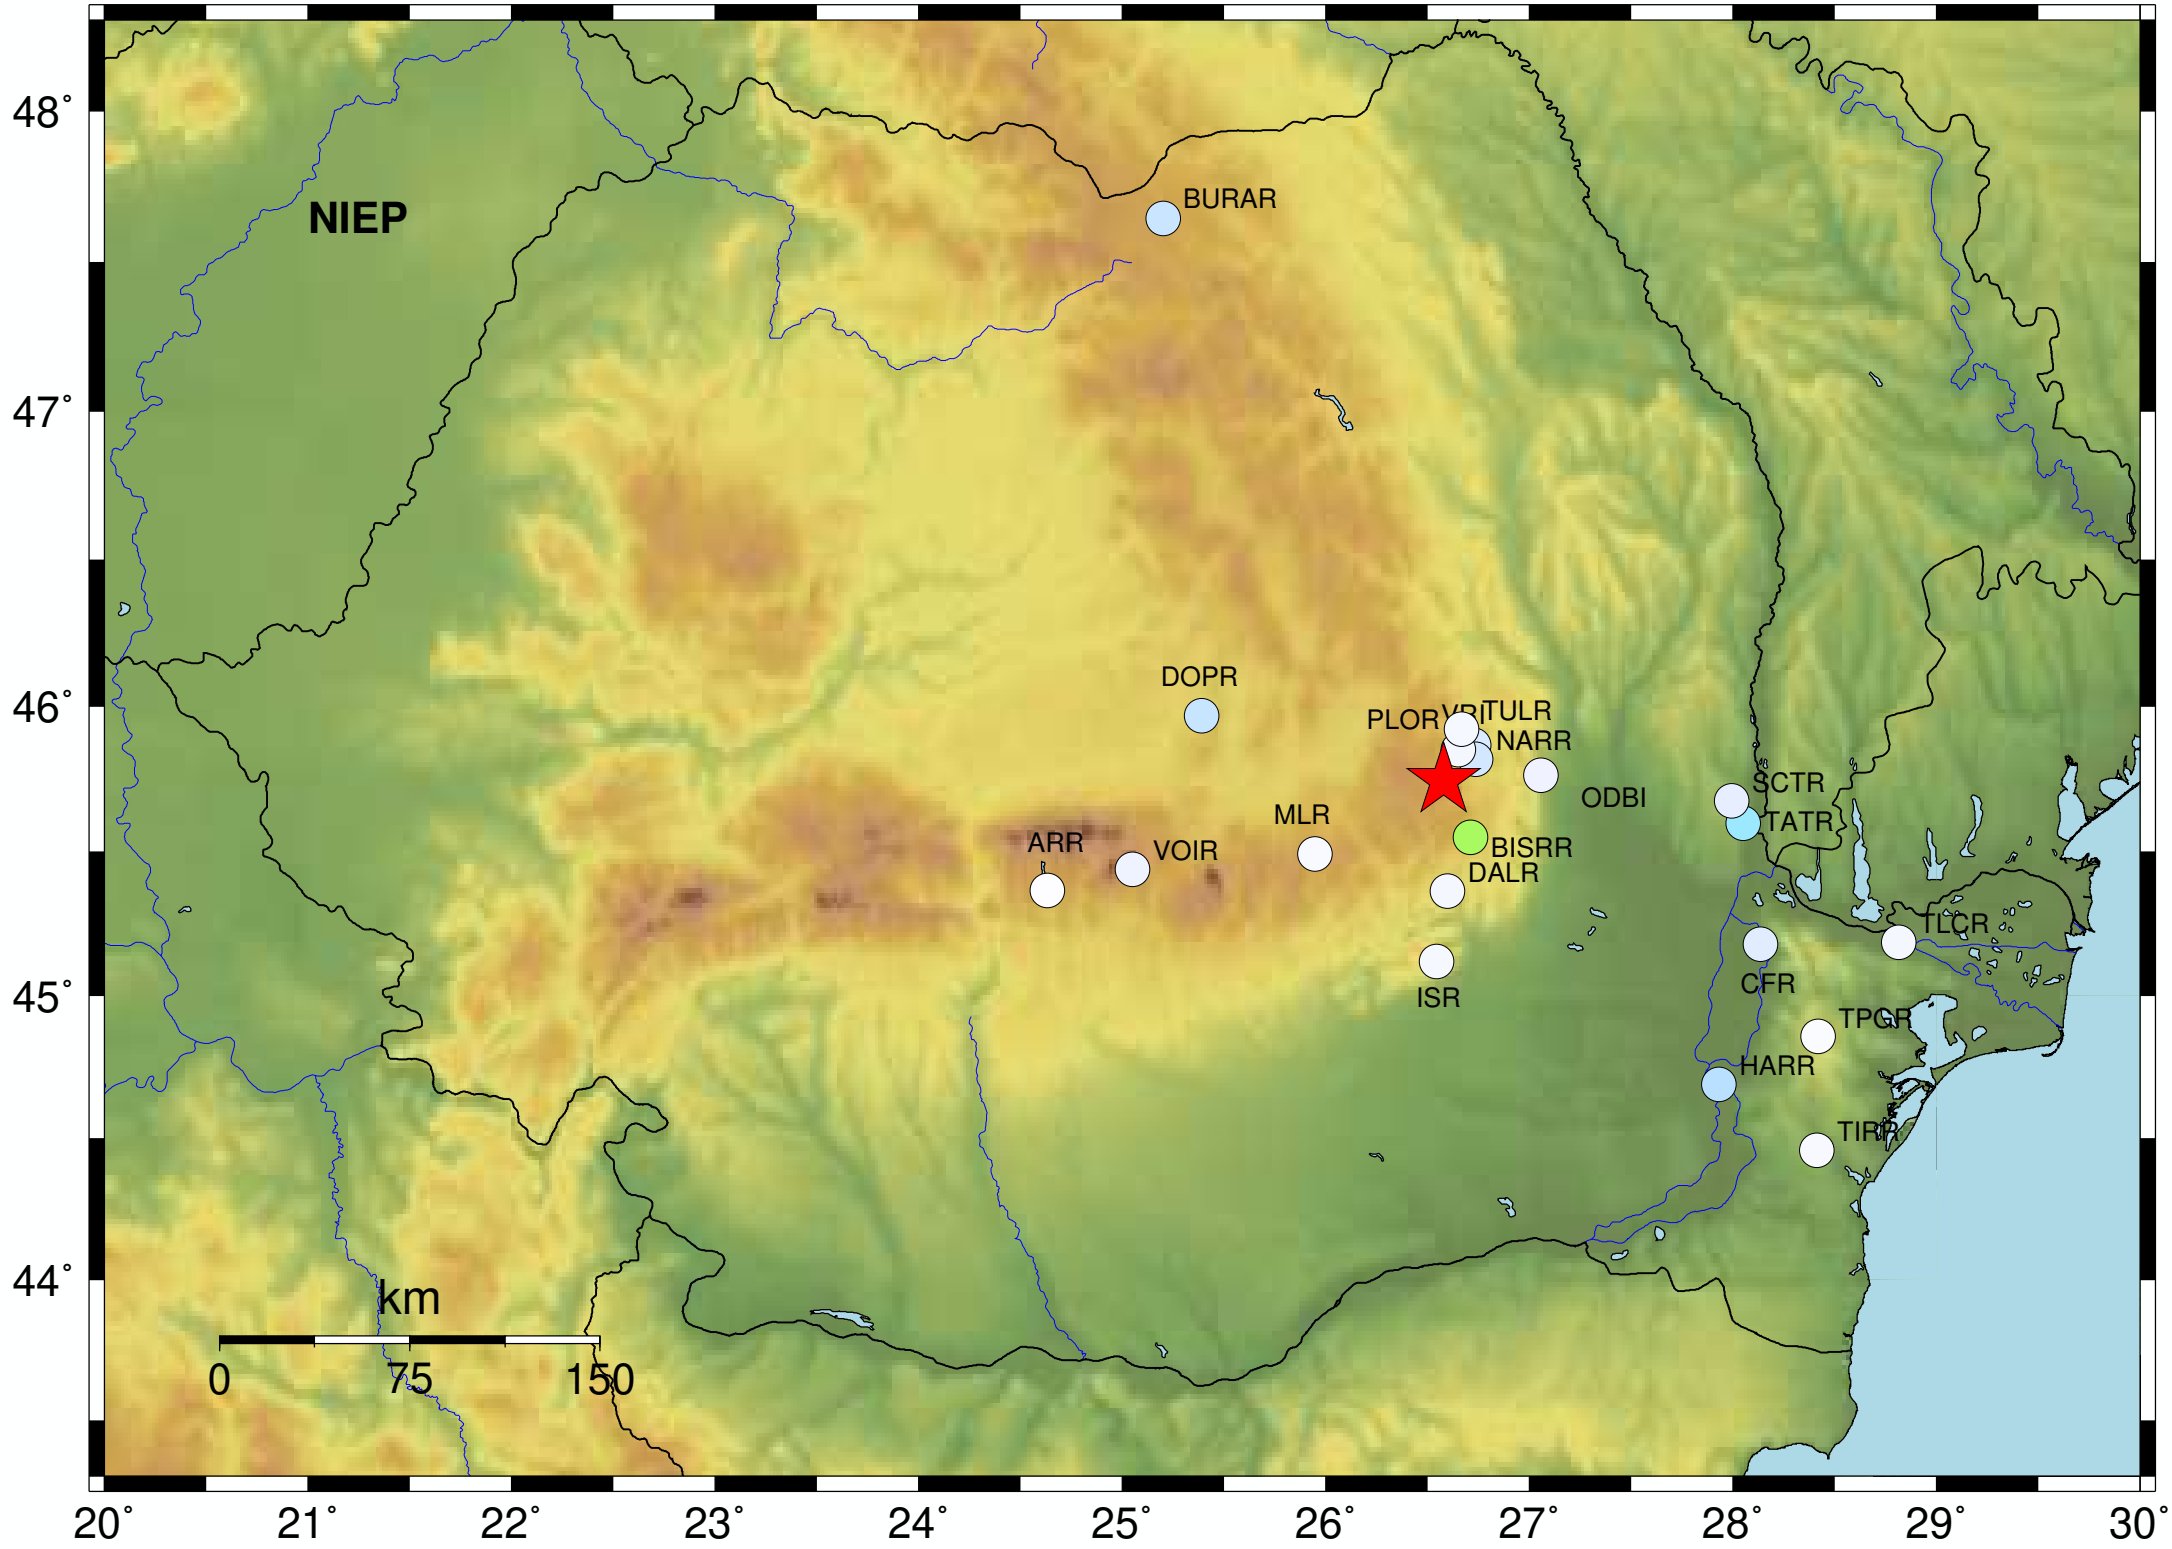 48°
BURAR
NIEP
47°
DOPR
46°
PLOR
VRI
TULR
NARR
SCTR
ODBI
MLR
TATR
ARR
VOIR
BISRR
DALR
TLCR
CFR
45°
ISR
TPGR
HARR
TIRR
44°
km
0 75 150
20° 21° 22° 23° 24° 25° 26° 27° 28° 29° 30°